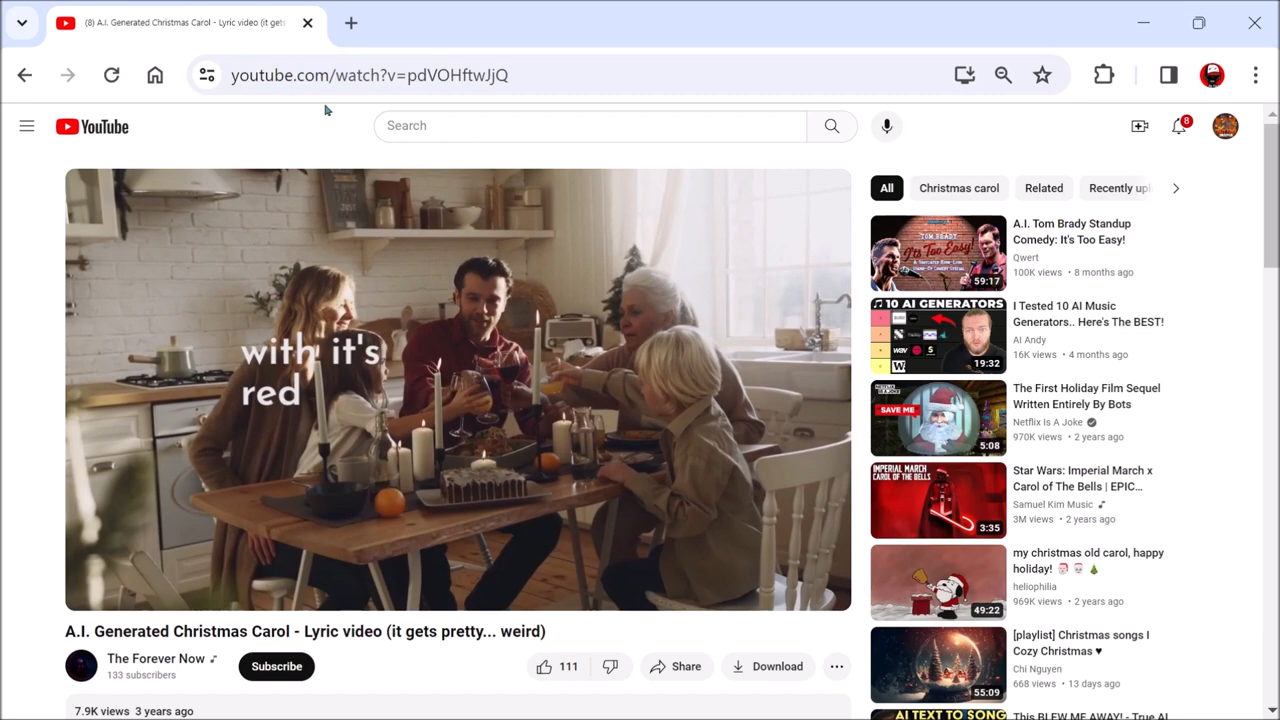 (8) A.I. Generated Christmas Carol - Lyric video (it gets
youtube.com/watch?v=pdVOHftwJjQ
YouTube
Search
8
with it's
red
A.I. Generated Christmas Carol - Lyric video (it gets pretty... weird)
The Forever Now
133 subscribers
Subscribe
111
Share
Download
7.9K views 3 years ago
All
Christmas carol
Related
Recently upl
TOM BRADY
It's Too Easy!
59:17
A.I. Tom Brady Standup
Comedy: It's Too Easy!
Qwert
100K views • 8 months ago
10 AI GENERATORS
19:32
I Tested 10 AI Music
Generators.. Here's The BEST!
AI Andy
16K views • 4 months ago
NETFLIX
IS A JOKE
SAVE ME
5:08
The First Holiday Film Sequel
Written Entirely By Bots
Netflix Is A Joke
970K views • 2 years ago
IMPERIAL MARCH
CAROL OF THE BELLS
3:35
Star Wars: Imperial March x
Carol of The Bells | EPIC...
Samuel Kim Music
3M views • 2 years ago
49:22
my christmas old carol, happy
holiday! 🎅🏻 💀 🎄
heliophilia
969K views • 2 years ago
55:09
[playlist] Christmas songs I
Cozy Christmas ♥
Chi Nguyen
668 views • 13 days ago
AI TEXT TO SONG
This BLEW ME AWAY! - True AI